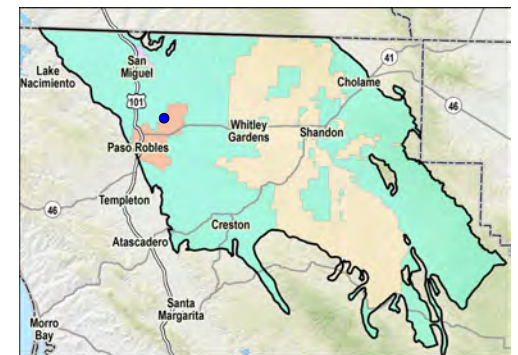 San
Miguel
Lake
Nacimiento
41
Cholame
101
46
Whitley
Gardens
Shandon
Paso Robles
Templeton
46
Creston
Atascadero
Santa
Margarita
Morro
Bay